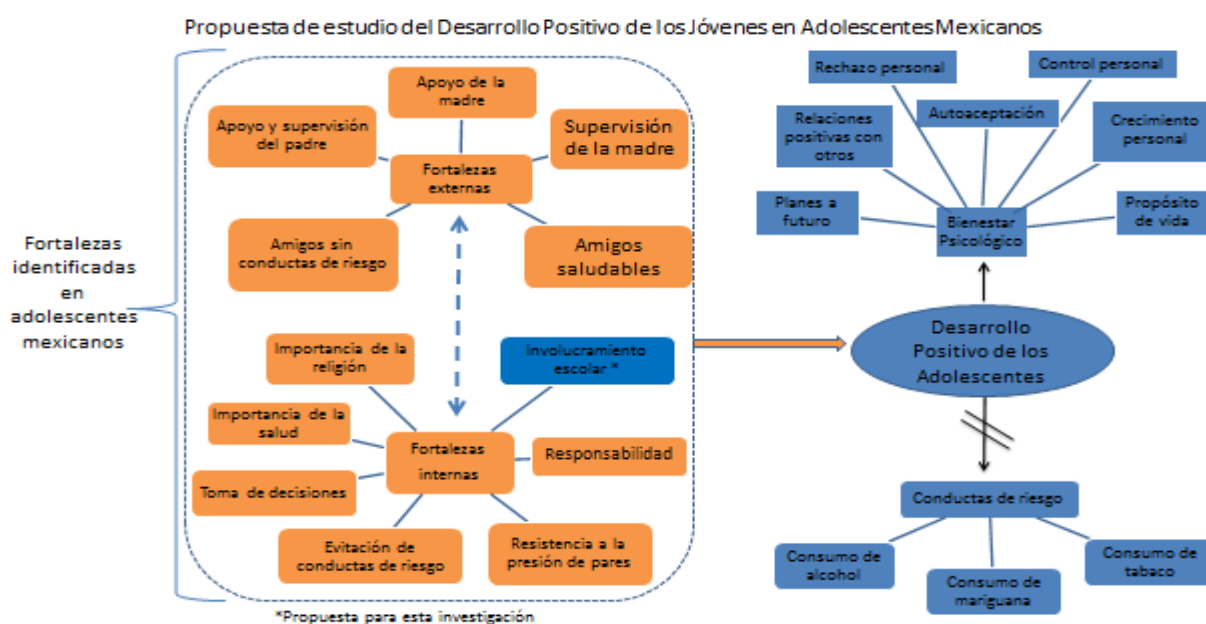 Propuesta de estudio del Desarrollo Positivo de los Jóvenes en Adolescentes Mexicanos
Fortalezas
identificadas
en
adolescentes
mexicanos
Apoyo de la
madre
Apoyo y supervisión
del padre
Supervisión
de la madre
Fortalezas
externas
Amigos sin
conductas de riesgo
Amigos
saludables
Importancia de la
religión
Involucramiento
escolar *
Importancia de la
salud
Fortalezas
internas
Responsabilidad
Toma de decisiones
Evitación de
conductas de riesgo
Resistencia a la
presión de pares
*Propuesta para esta investigación
Rechazo personal
Control personal
Relaciones
positivas con
otros
Autoaceptación
Crecimiento
personal
Planes a
futuro
Bienestar
Psicológico
Propósito
de vida
Desarrollo
Positivo de los
Adolescentes
Conductas de riesgo
Consumo de
alcohol
Consumo de
mariguana
Consumo de
tabaco